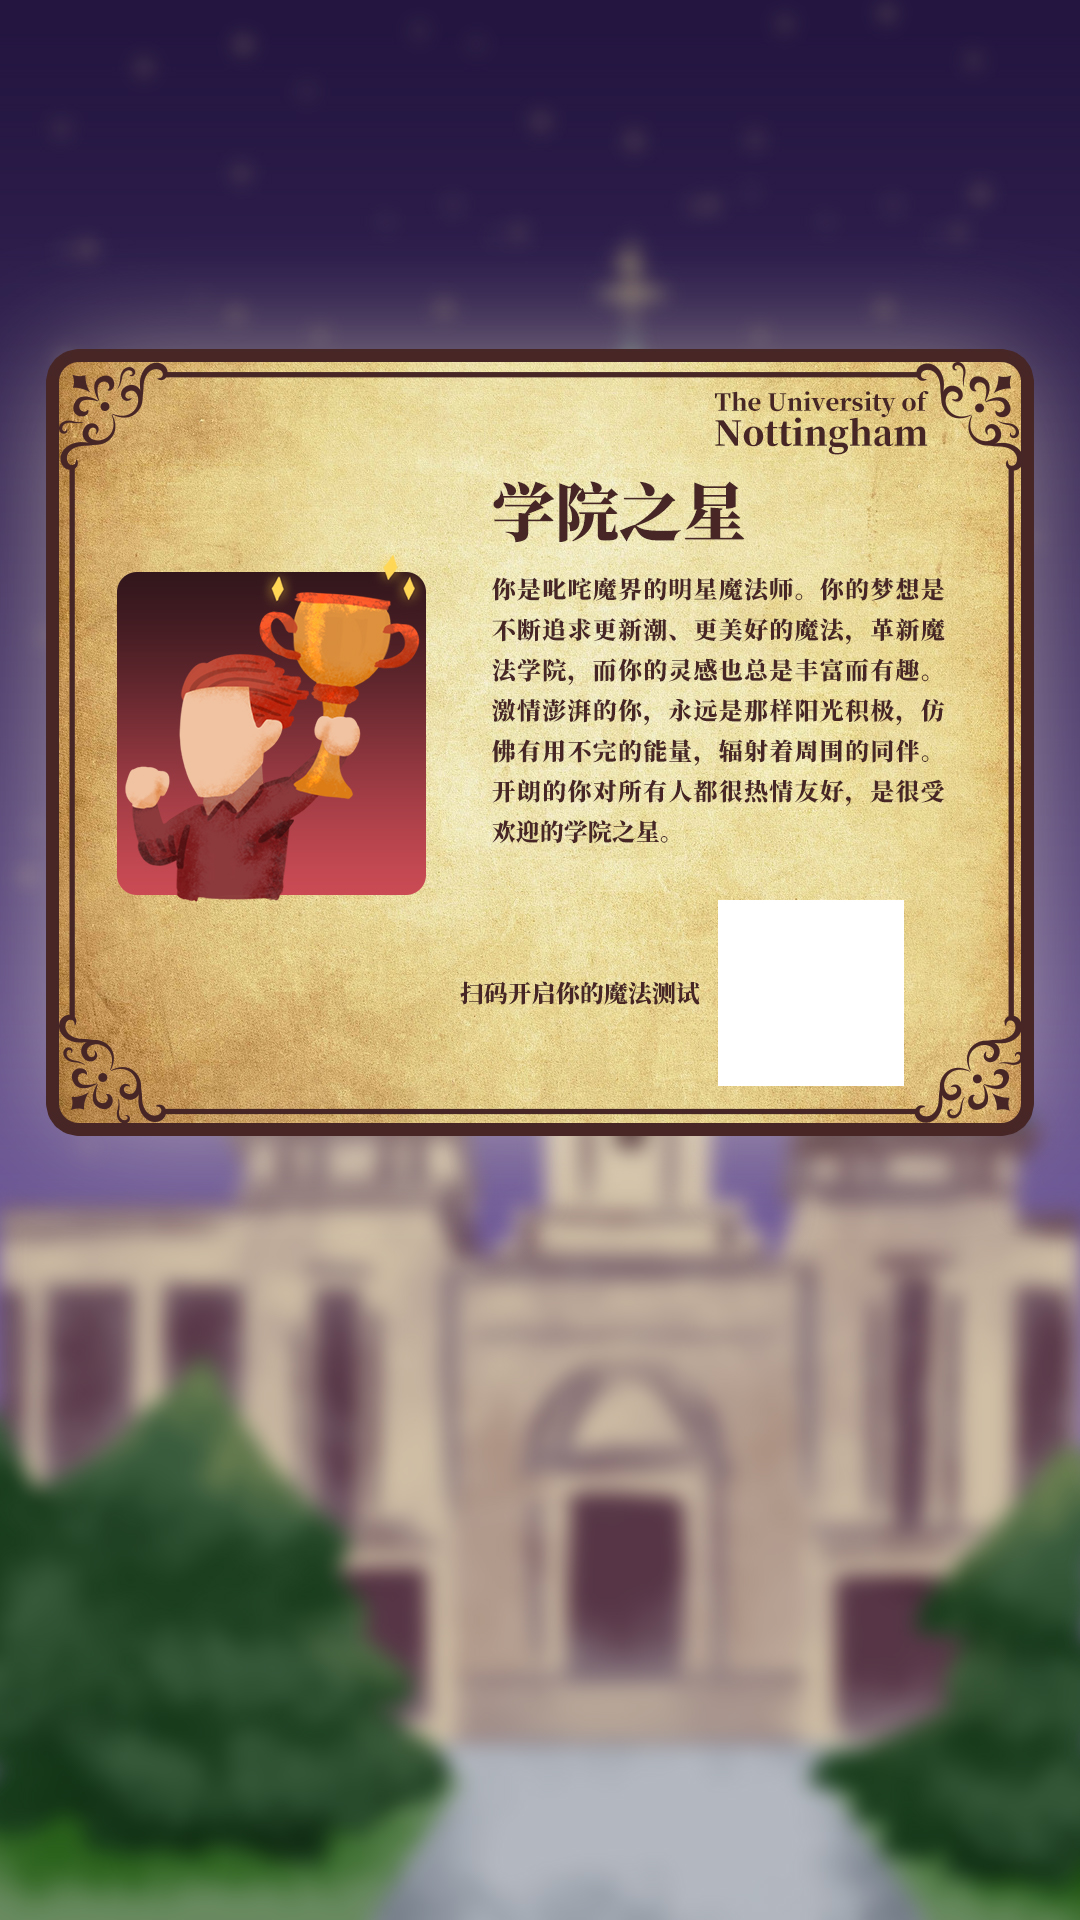 The University of
Nottingham
学院之星
你是叱咤魔界的明星魔法师。你的梦想是
不断追求更新潮、更美好的魔法，革新魔
法学院，而你的灵感也总是丰富而有趣。
激情澎湃的你，永远是那样阳光积极，仿
佛有用不完的能量，辐射着周围的同伴。
开朗的你对所有人都很热情友好，是很受
欢迎的学院之星。
扫码开启你的魔法测试